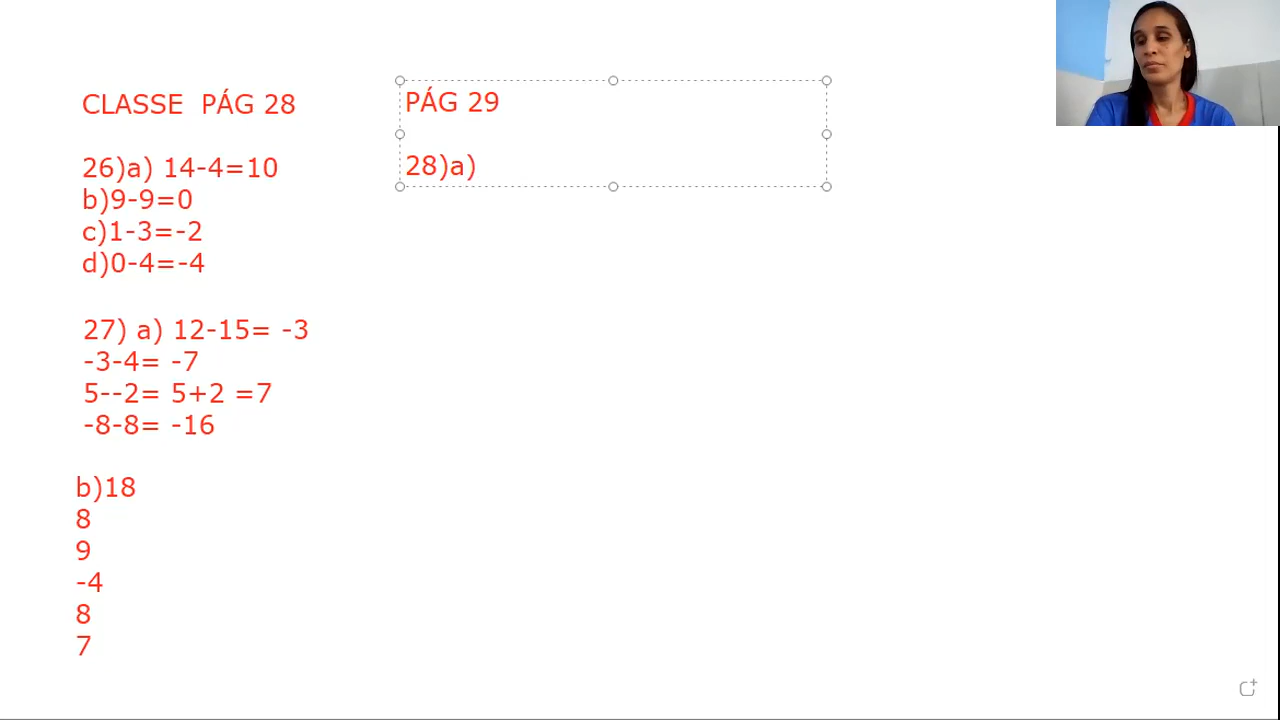 CLASSE PÁG 28
26)a) 14-4=10
b)9-9=0
c)1-3=-2
d)0-4=-4
27) a) 12-15= -3
-3-4= -7
5--2= 5+2 =7
-8-8= -16
b)18
8
9
-4
8
7
PÁG 29
28)a)